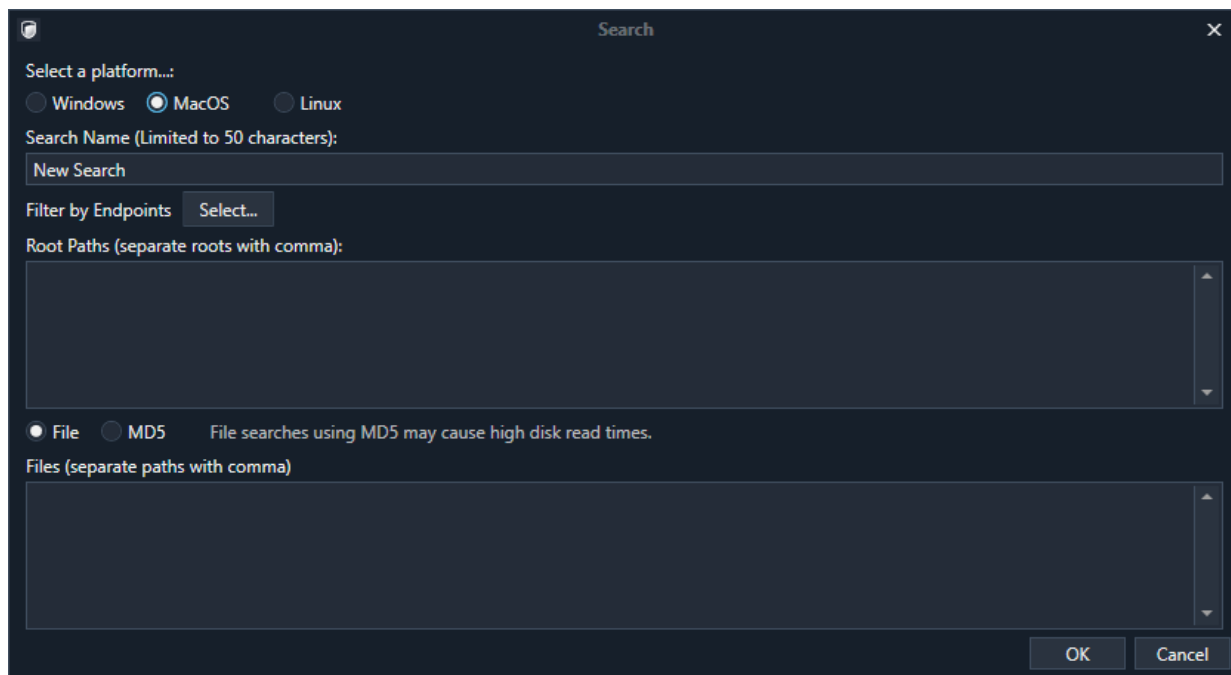 Search
Select a platform...:
Windows MacOS Linux
Search Name (Limited to 50 characters):
New Search
Filter by Endpoints Select...
Root Paths (separate roots with comma):
File MD5 File searches using MD5 may cause high disk read times.
Files (separate paths with comma)
OK Cancel